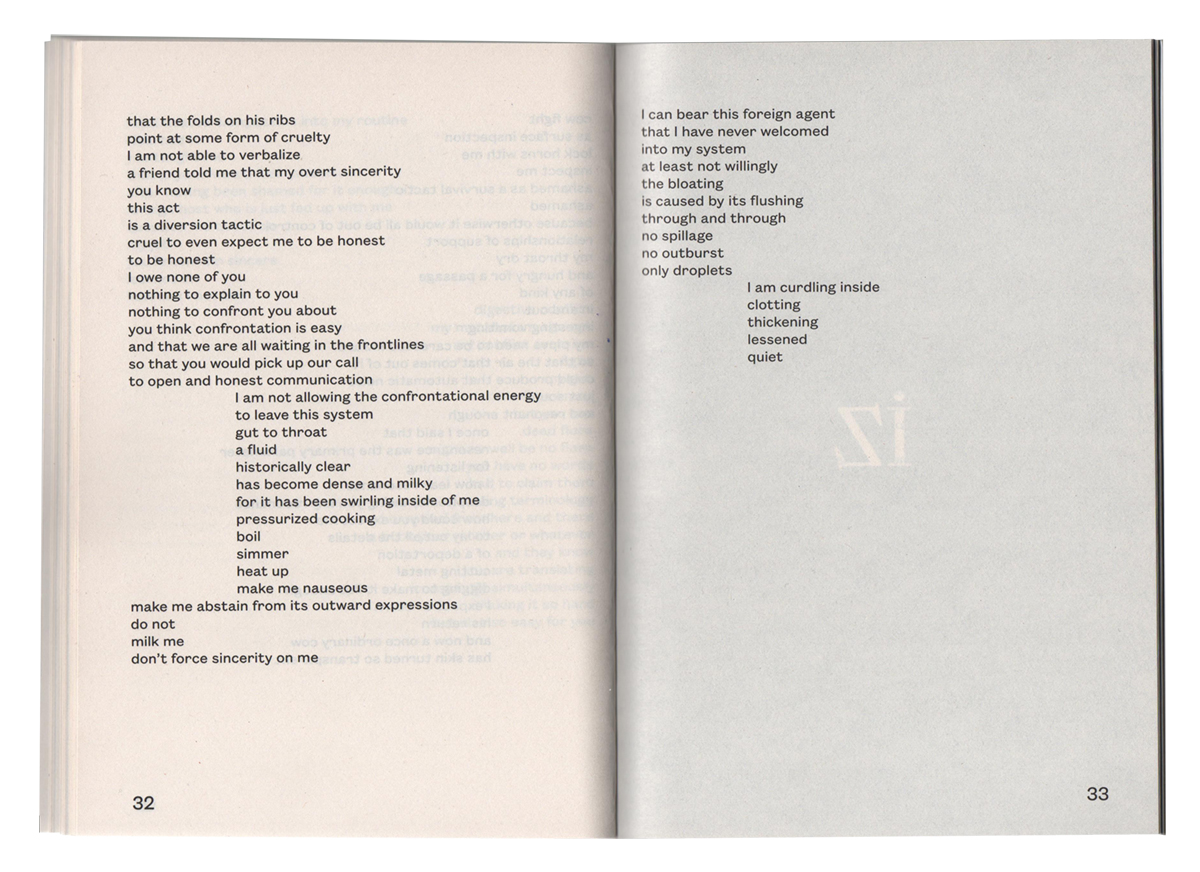 that the folds on his ribs
point at some form of cruelty
I am not able to verbalize
a friend told me that my overt sincerity
you know
this act
is a diversion tactic
cruel to even expect me to be honest
to be honest
I owe none of you
nothing to explain to you
nothing to confront you about
you think confrontation is easy
and that we are all waiting in the frontlines
so that you would pick up our call
to open and honest communication
I am not allowing the confrontational energy
to leave this system
gut to throat
a fluid
historically clear
has become dense and milky
for it has been swirling inside of me
pressurized cooking
boil
simmer
heat up
make me nauseous
make me abstain from its outward expressions
do not
milk me
don't force sincerity on me
32
I can bear this foreign agent
that I have never welcomed
into my system
at least not willingly
the bloating
is caused by its flushing
through and through
no spillage
no outburst
only droplets
I am curdling inside
clotting
thickening
lessened
quiet
33